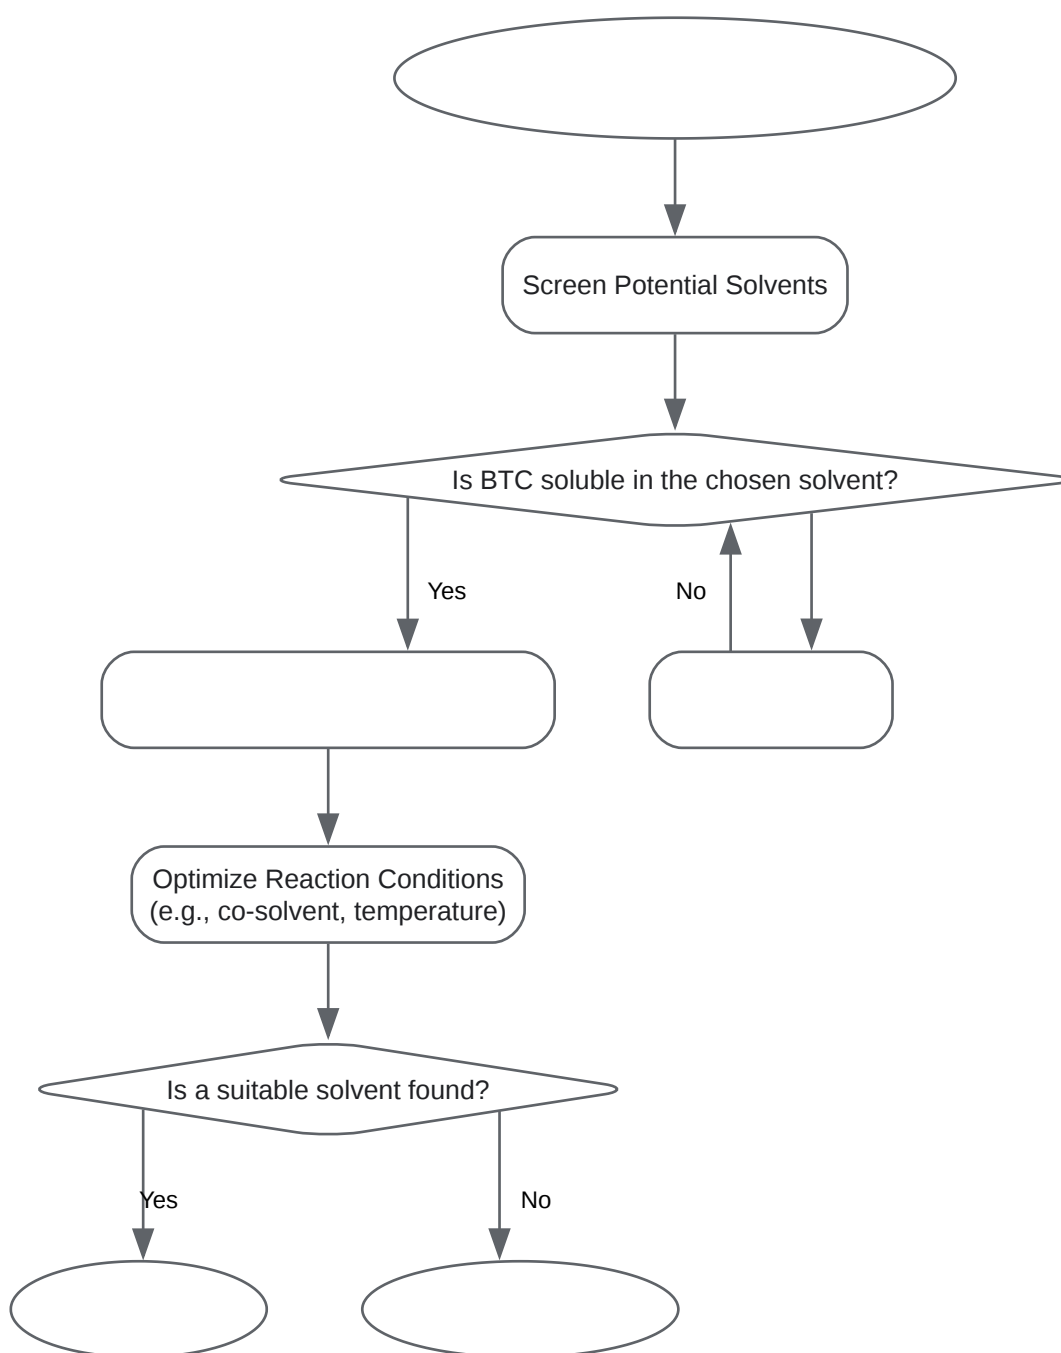 Screen Potential Solvents
Is BTC soluble in the chosen solvent?
Yes
No
Optimize Reaction Conditions
(e.g., co-solvent, temperature)
Is a suitable solvent found?
Yes
No